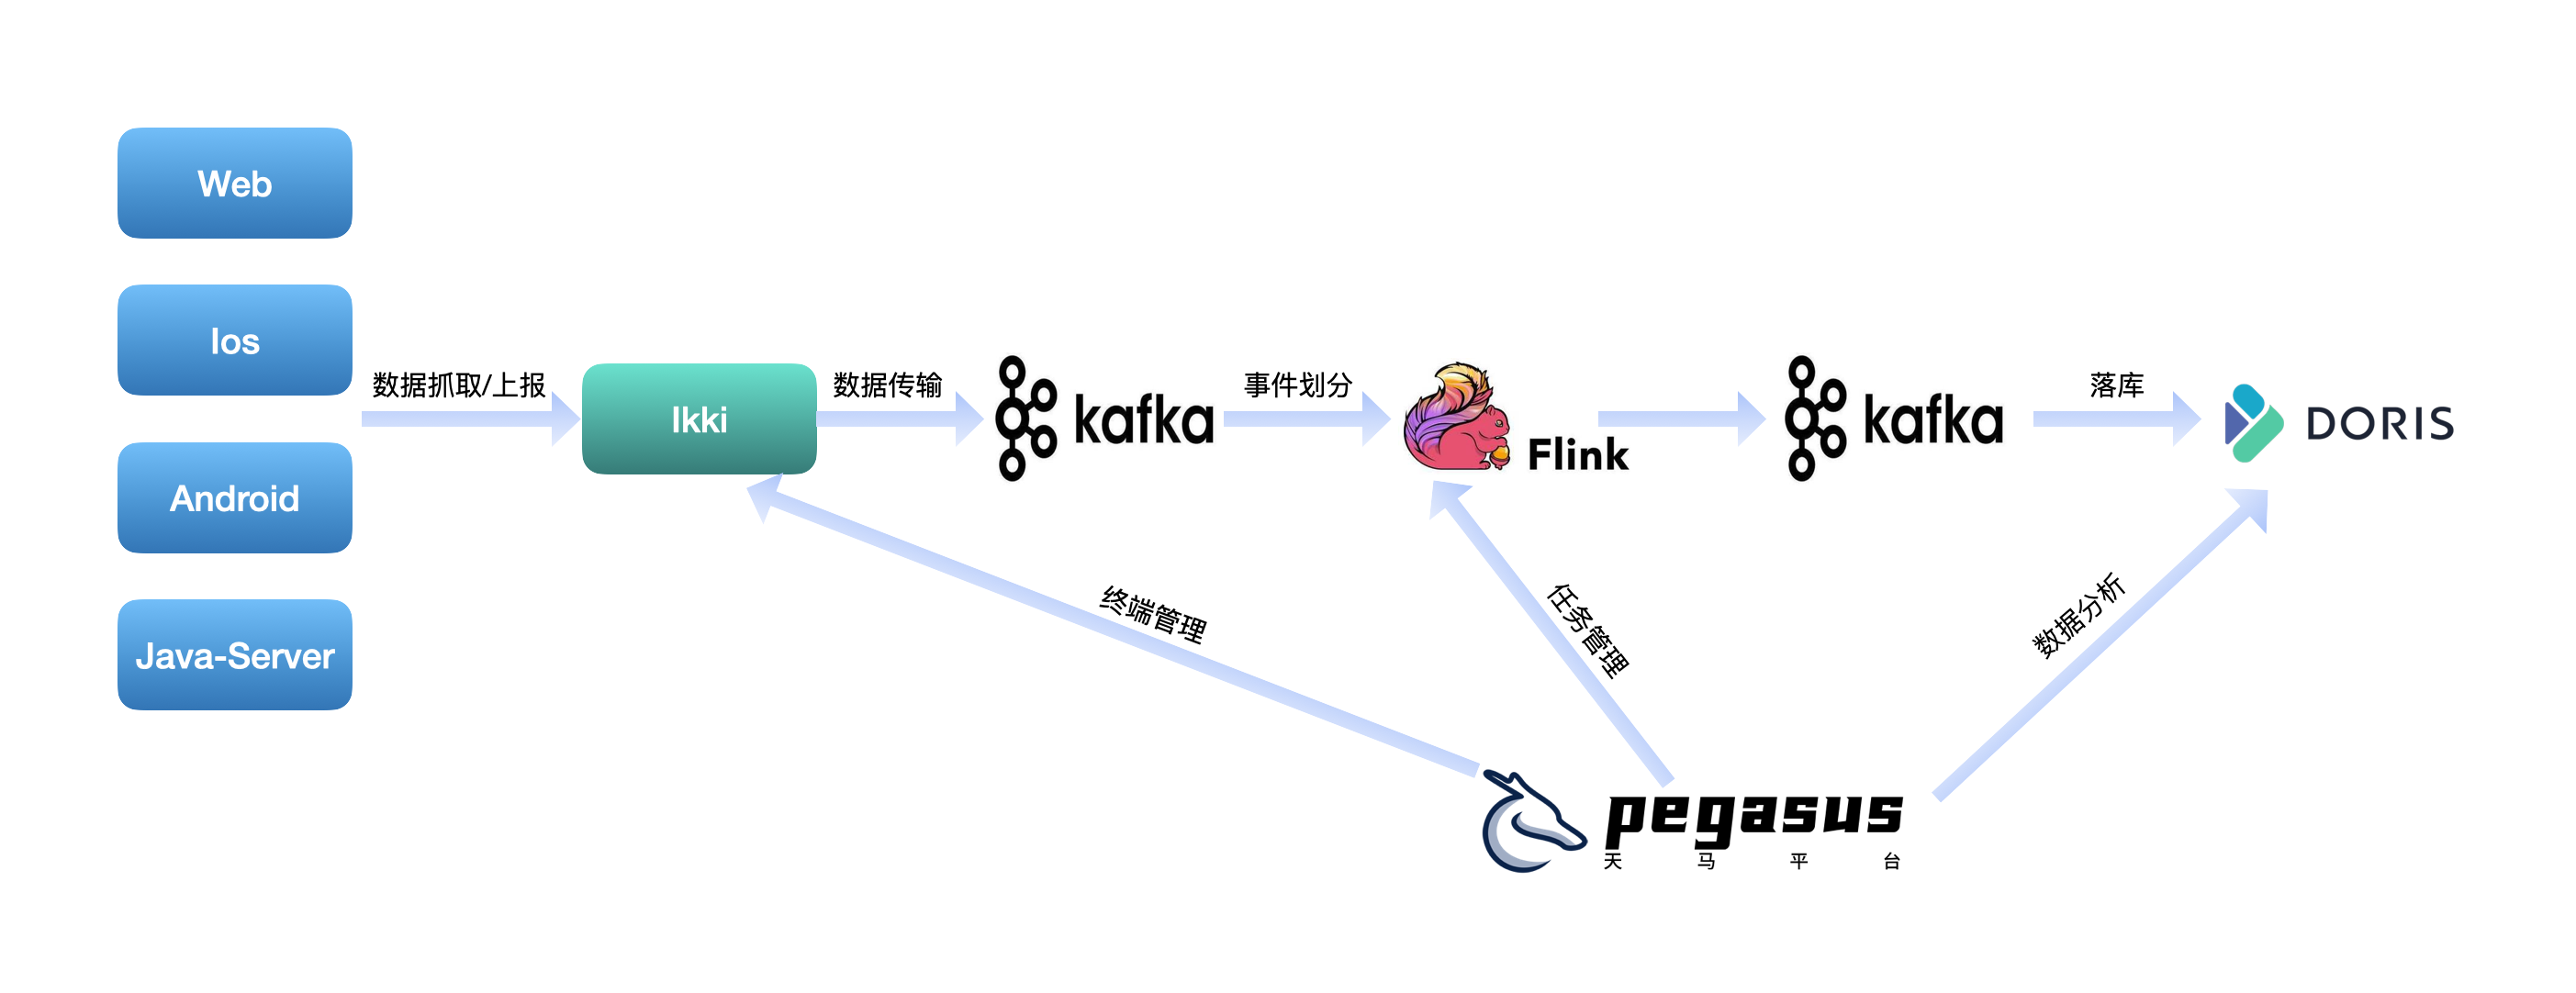 Web
Ios
Android
Java-Server
数据抓取/上报
Ikki
数据传输
kafka
事件划分
Flink
kafka
落库
DORIS
终端管理
任务管理
数据分析
pegasus
天马平台